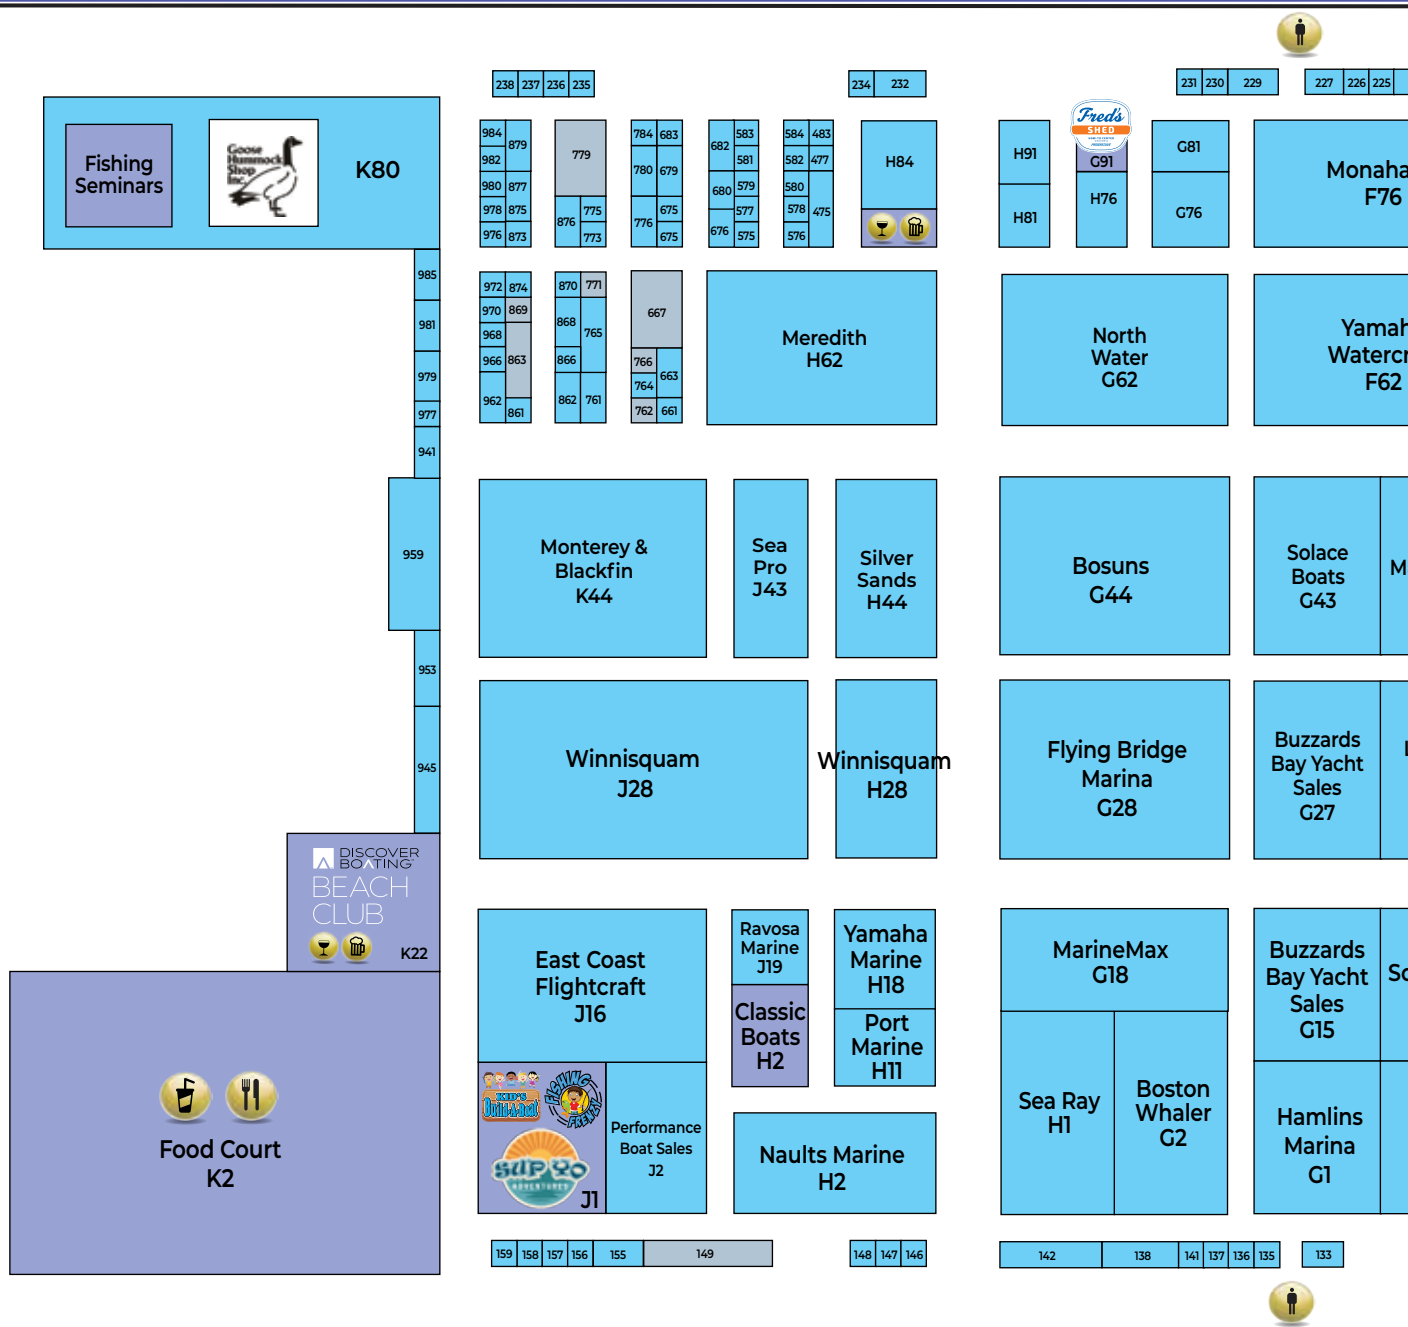 238 237 236 235
234 232
231 230 229
227 226 225
Fishing
Seminars
Goose
Hummock
Shop
Inc.
K80
984
879
982
980 877
978 875
976 873
779
876
775
773
784 683
780 679
776
675
675
682
583
581
680 579
577
676
575
584 483
582 477
580
578
475
576
H84
H91
H81
Fred's
SHED
G91
H76
G81
G76
F76
985
981
979
977
941
959
953
945
972 874
970 869
968
966 863
962
861
870 771
868
765
866
862 761
667
766
663
764
762 661
Meredith
H62
North
Water
G62
F62
Monterey &
Blackfin
K44
Sea
Pro
J43
Silver
Sands
H44
Bosuns
G44
Solace
Boats
G43
Winnisquam
J28
Winnisquam
H28
Flying Bridge
Marina
G28
Buzzards
Bay Yacht
Sales
G27
DISCOVER
BOATING
BEACH
CLUB
K22
East Coast
Flightcraft
J16
Ravosa
Marine
J19
Classic
Boats
H2
Yamaha
Marine
H18
Port
Marine
H11
MarineMax
G18
Buzzards
Bay Yacht
Sales
G15
Food Court
K2
KID'S
Build-A-Boat
FISHING
FRENZY
SUP YO
ADVENTURES
J1
Performance
Boat Sales
J2
Naults Marine
H2
Sea Ray
H1
Boston
Whaler
G2
Hamlins
Marina
G1
159 158 157 156 155 149
148 147 146
142 138 141 137 136 135
133